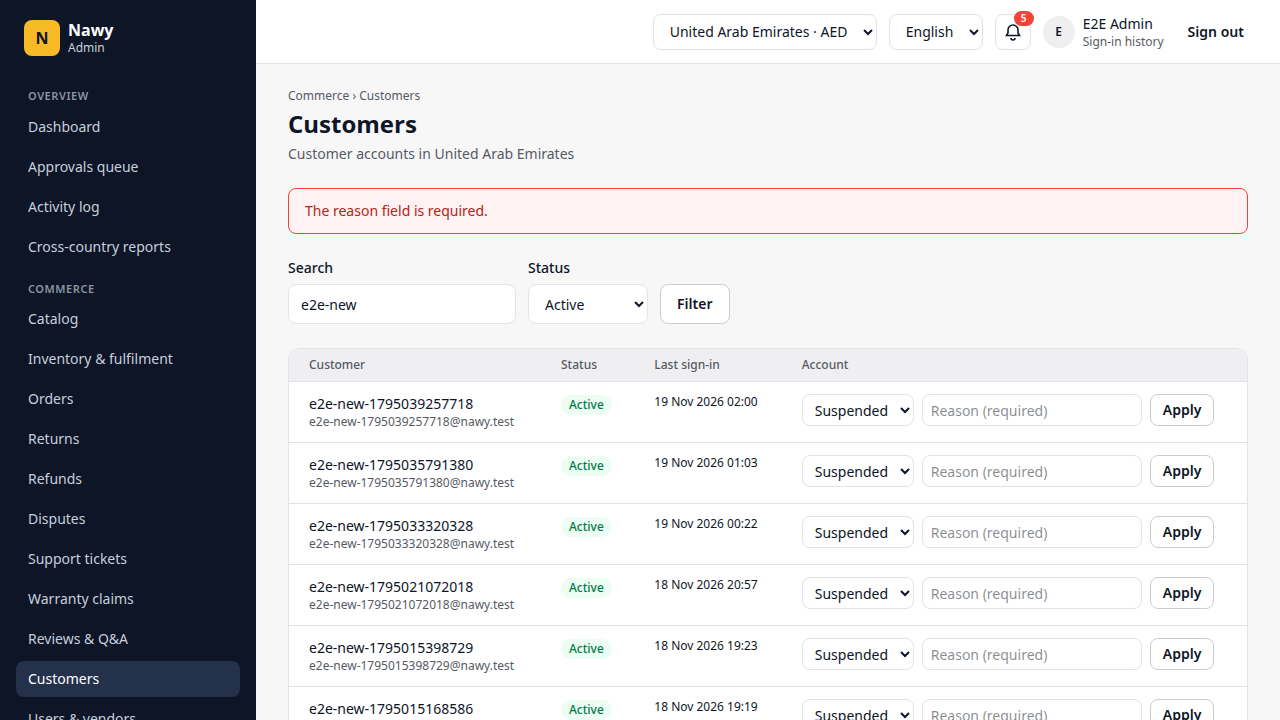 N
Nawy
Admin
OVERVIEW
Dashboard
Approvals queue
Activity log
Cross-country reports
COMMERCE
Catalog
Inventory & fulfilment
Orders
Returns
Refunds
Disputes
Support tickets
Warranty claims
Reviews & Q&A
Customers
Users & vendors
United Arab Emirates · AED
English
5
E
E2E Admin
Sign-in history
Sign out
Commerce › Customers
Customers
Customer accounts in United Arab Emirates
The reason field is required.
Search
Status
e2e-new
Active
Filter
Customer Status Last sign-in Account
e2e-new-1795039257718 Active 19 Nov 2026 02:00 Suspended Reason (required) Apply
e2e-new-1795039257718@nawy.test
e2e-new-1795035791380 Active 19 Nov 2026 01:03 Suspended Reason (required) Apply
e2e-new-1795035791380@nawy.test
e2e-new-1795033320328 Active 19 Nov 2026 00:22 Suspended Reason (required) Apply
e2e-new-1795033320328@nawy.test
e2e-new-1795021072018 Active 18 Nov 2026 20:57 Suspended Reason (required) Apply
e2e-new-1795021072018@nawy.test
e2e-new-1795015398729 Active 18 Nov 2026 19:23 Suspended Reason (required) Apply
e2e-new-1795015398729@nawy.test
e2e-new-1795015168586 Active 18 Nov 2026 19:19 Suspended Reason (required) Apply